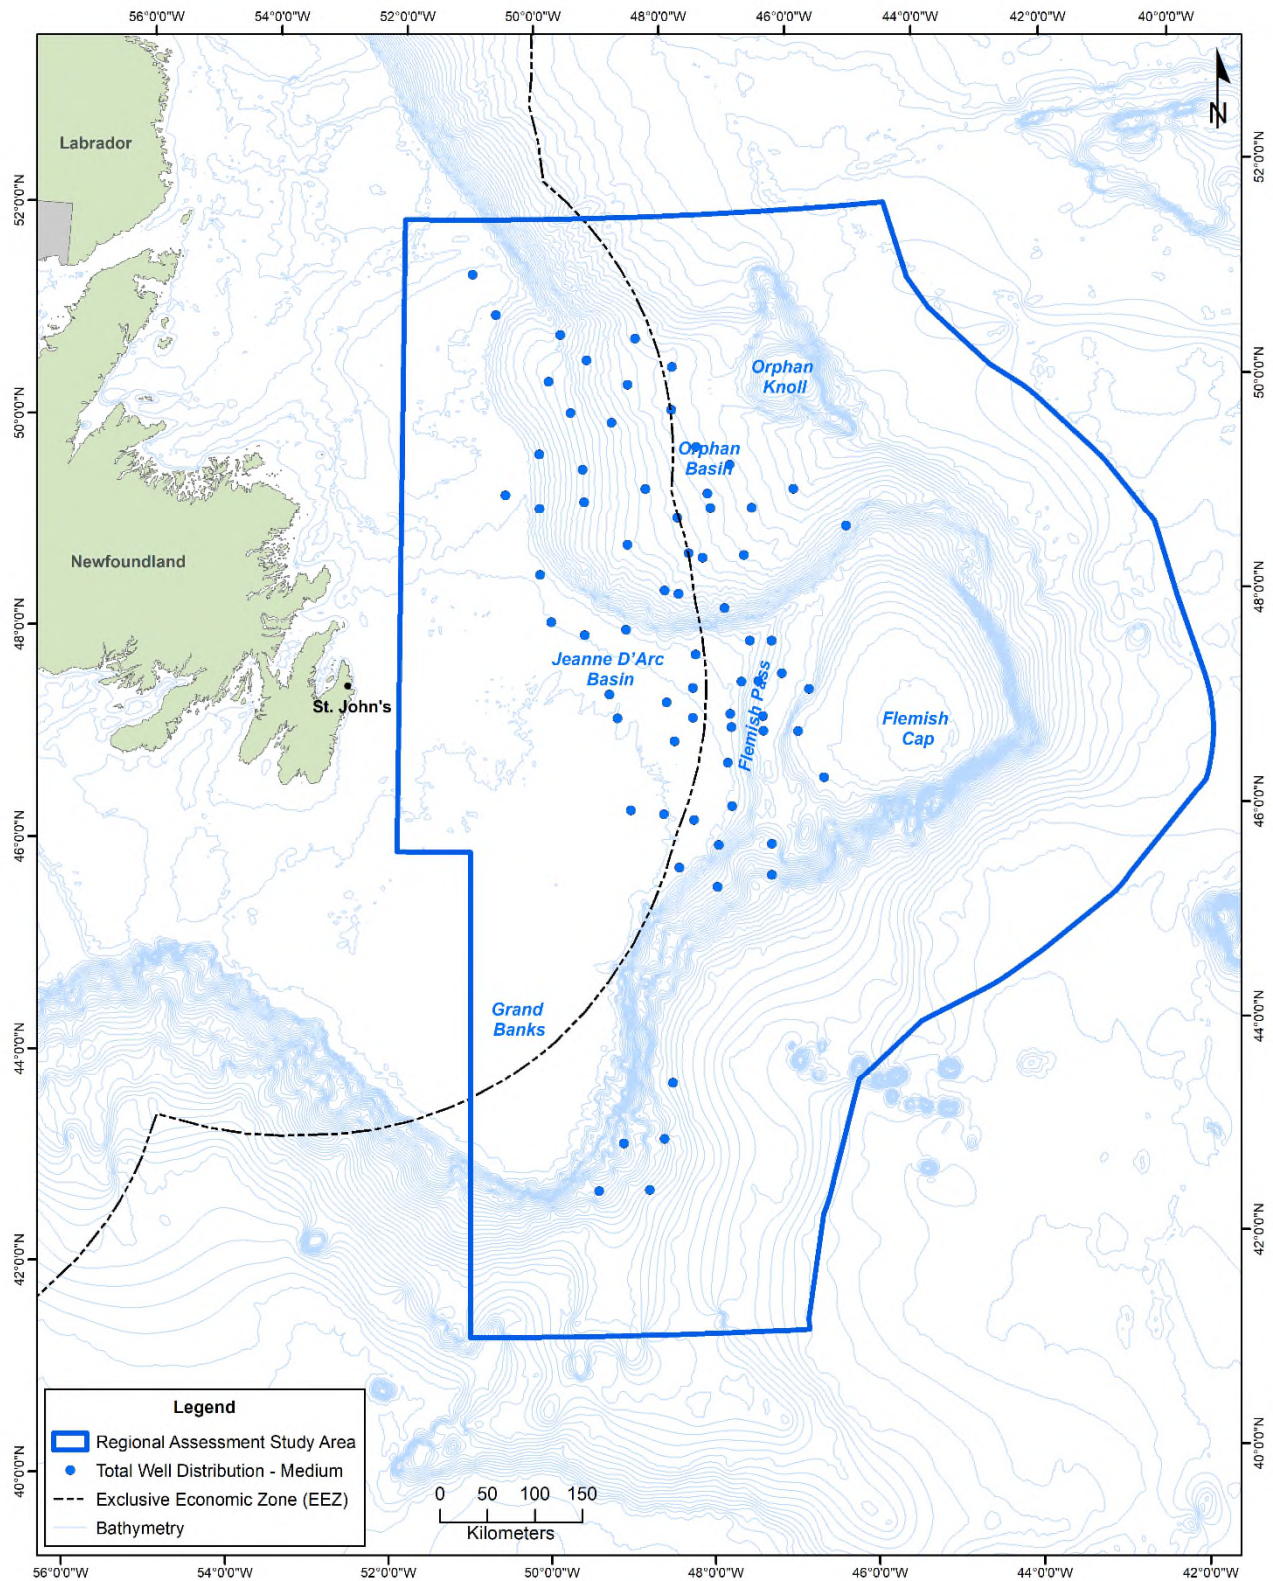 56°0'0"W 54°0'0"W 52°0'0"W 50°0'0"W 48°0'0"W 46°0'0"W 44°0'0"W 42°0'0"W 40°0'0"W
N
Labrador
52°0'0"N
52°0'0"N
Orphan
Knoll
50°0'0"N
50°0'0"N
Orphan
Basin
Newfoundland
48°0'0"N
48°0'0"N
Jeanne D'Arc
Basin
St. John's
Flemish Pass
Flemish
Cap
46°0'0"N
46°0'0"N
Grand
Banks
44°0'0"N
44°0'0"N
42°0'0"N
42°0'0"N
40°0'0"N
40°0'0"N
Legend
Regional Assessment Study Area
Total Well Distribution - Medium
Exclusive Economic Zone (EEZ)
Bathymetry
0 50 100 150
Kilometers
56°0'0"W 54°0'0"W 52°0'0"W 50°0'0"W 48°0'0"W 46°0'0"W 44°0'0"W 42°0'0"W